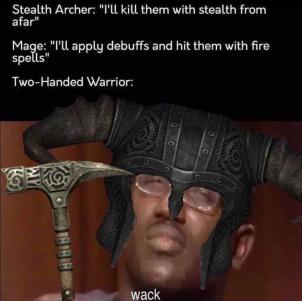 Stealth Archer: "I'll kill them with stealth from
afar"
Mage: "I'll apply debuffs and hit them with fire
spells"
Two-Handed Warrior:
wack